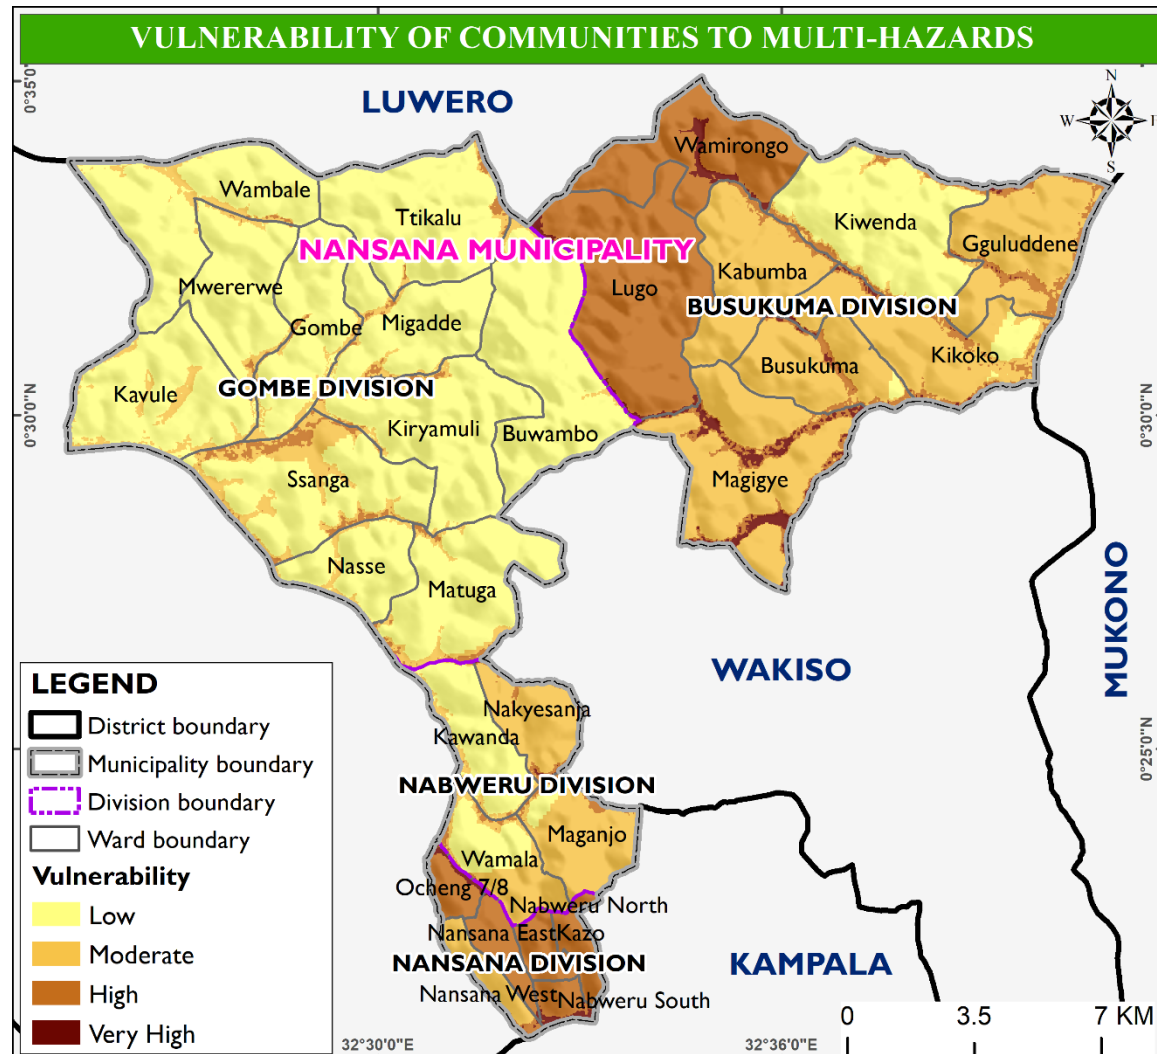 VULNERABILITY OF COMMUNITIES TO MULTI-HAZARDS
0°35'0"
LUWERO
N
W
S
Wamirongo
Wambale
Ttikalu
Kiwenda
Gguluddene
NANSANA MUNICIPALITY
Kabumba
Mwererwe
Lugo
BUSUKUMA DIVISION
Gombe
Migadde
Kikoko
Busukuma
Kavule
GOMBE DIVISION
0°30'0"N
0°30'0"N
Kiryamuli
Buwambo
Ssanga
Magigye
Nasse
Matuga
MUKONO
WAKISO
LEGEND
District boundary
Municipality boundary
Division boundary
Ward boundary
Vulnerability
Low
Moderate
High
Very High
Nakyesanja
Kawanda
0°25'0"N
NABWERU DIVISION
Maganjo
Wamala
Ocheng 7/8
Nabweru North
Nansana East
Kazo
NANSANA DIVISION
KAMPALA
Nansana West
Nabweru South
0 3.5 7 KM
32°30'0"E
32°36'0"E